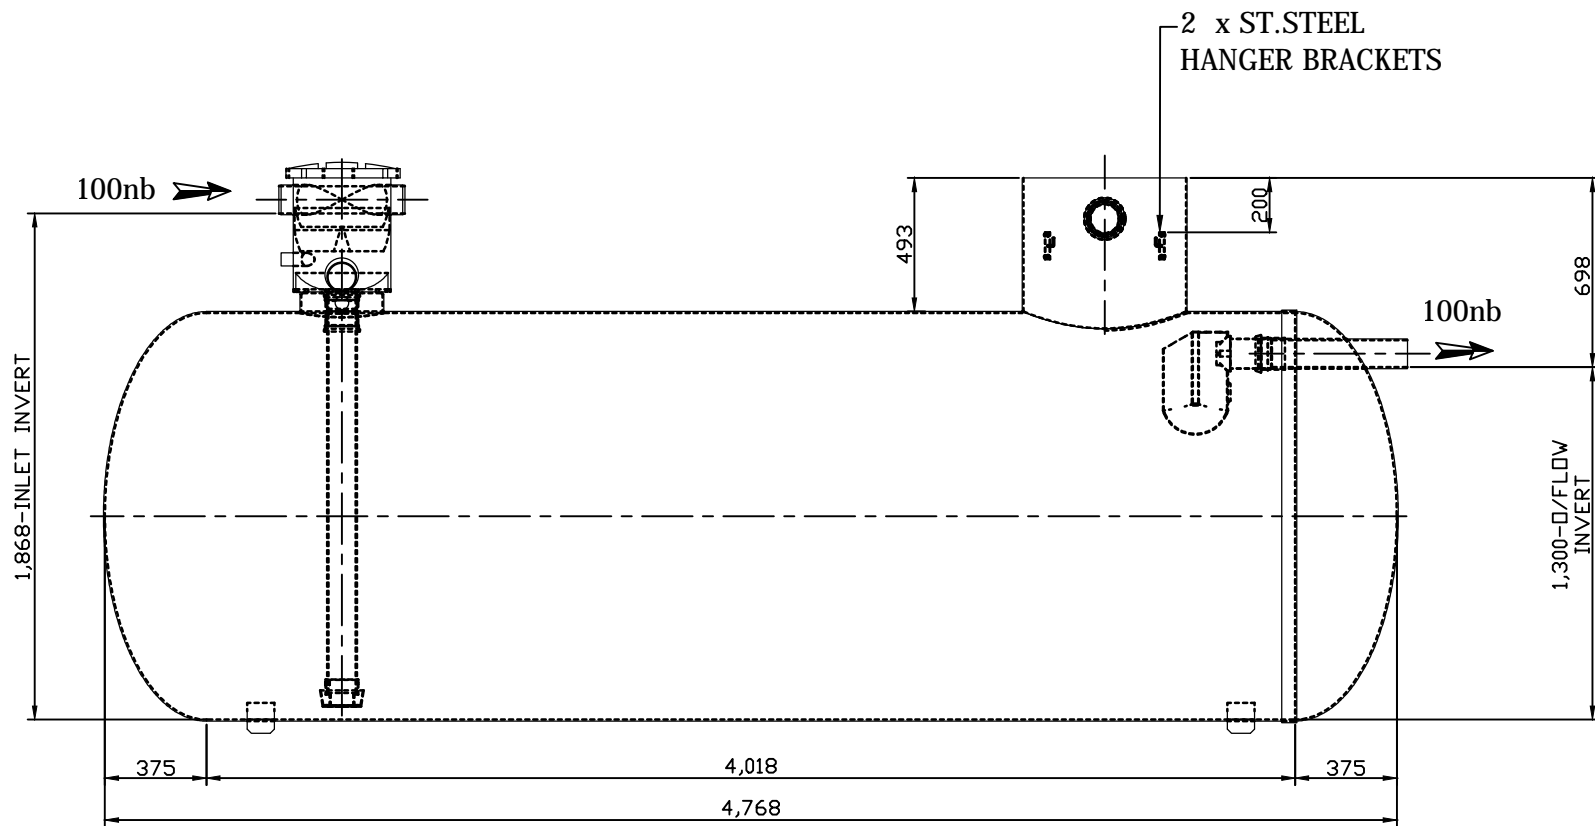 2 x ST.STEEL
HANGER BRACKETS
100nb
200
493
698
100nb
1,868-INLET INVERT
1,300-O/FLOW
INVERT
375
4,018
375
4,768